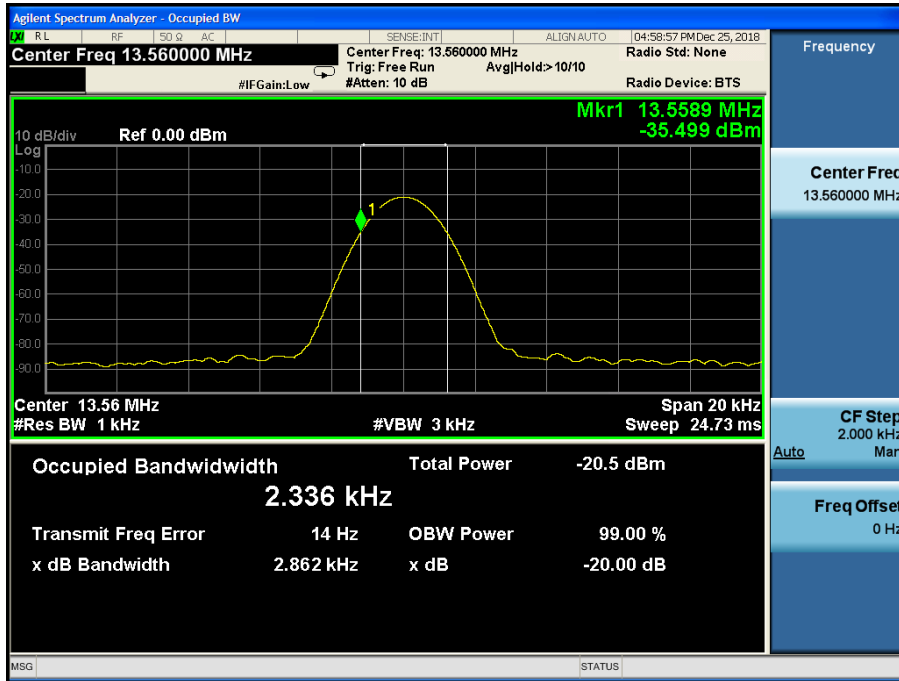 Agilent Spectrum Analyzer - Occupied BW
LXI RL RF 50 Ω AC SENSE:INT ALIGNAUTO 04:58:57 PM Dec 25, 2018
Center Freq 13.560000 MHz
Center Freq: 13.560000 MHz
Radio Std: None
Trig: Free Run Avg|Hold:>10/10
#IFGain:Low
#Atten: 10 dB
Radio Device: BTS
Mkr1 13.5589 MHz
-35.499 dBm
10 dB/div Ref 0.00 dBm
Log
-10.0
-20.0
-30.0
-40.0
-50.0
-60.0
-70.0
-80.0
-90.0
1
Center 13.56 MHz Span 20 kHz
#Res BW 1 kHz #VBW 3 kHz Sweep 24.73 ms
Occupied Bandwidwidth Total Power -20.5 dBm
2.336 kHz
Transmit Freq Error 14 Hz OBW Power 99.00 %
x dB Bandwidth 2.862 kHz x dB -20.00 dB
MSG STATUS
Frequency
Center Freq
13.560000 MHz
CF Step
2.000 kHz
Auto Man
Freq Offset
0 Hz